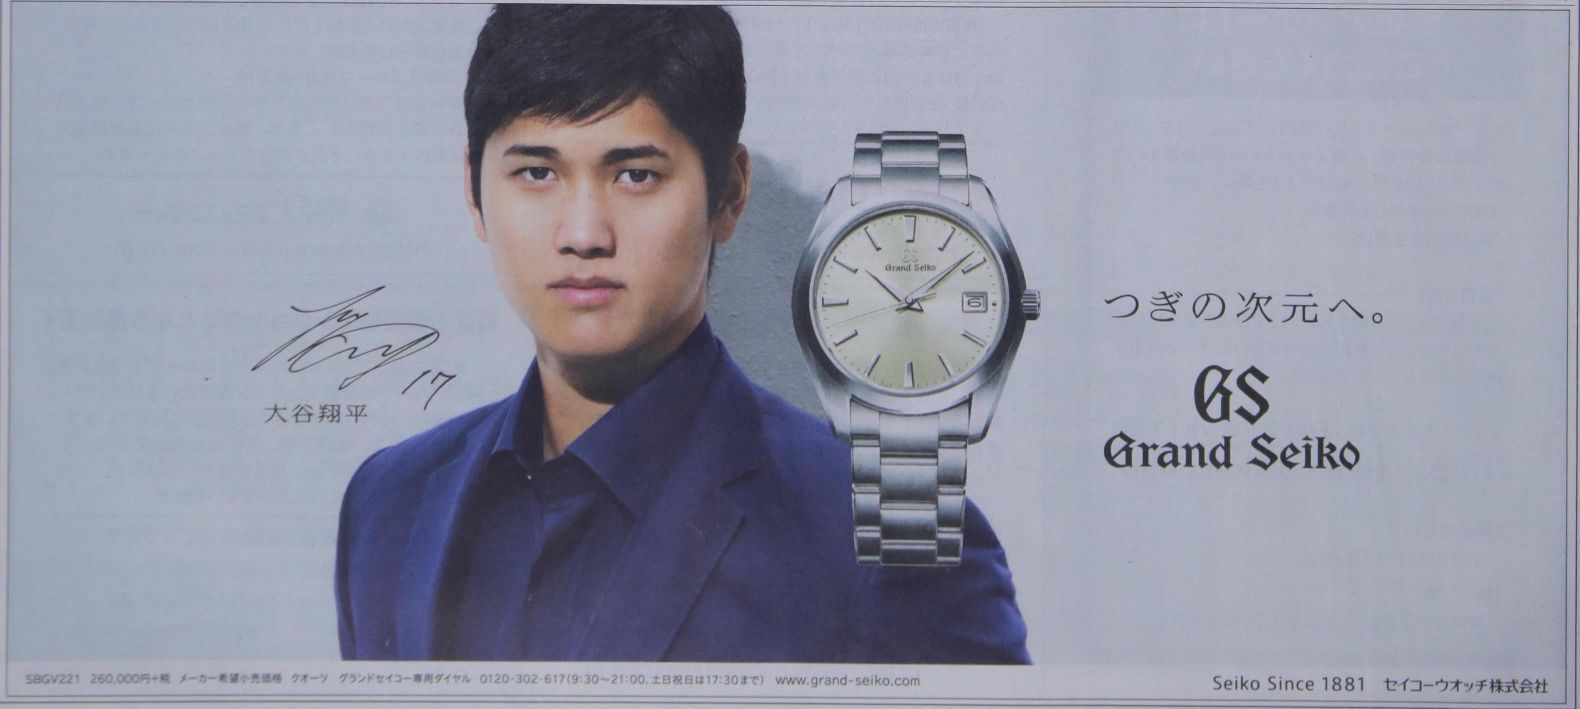 17
大谷翔平
GS
Grand Seiko
6
つぎの次元へ。
GS
Grand Seiko
SBGV221 260,000円+税 メーカー希望小売価格 クオーツ グランドセイコー専用ダイヤル 0120-302-617(9:30〜21:00、土日祝日は17:30まで) www.grand-seiko.com
Seiko Since 1881 セイコーウオッチ株式会社